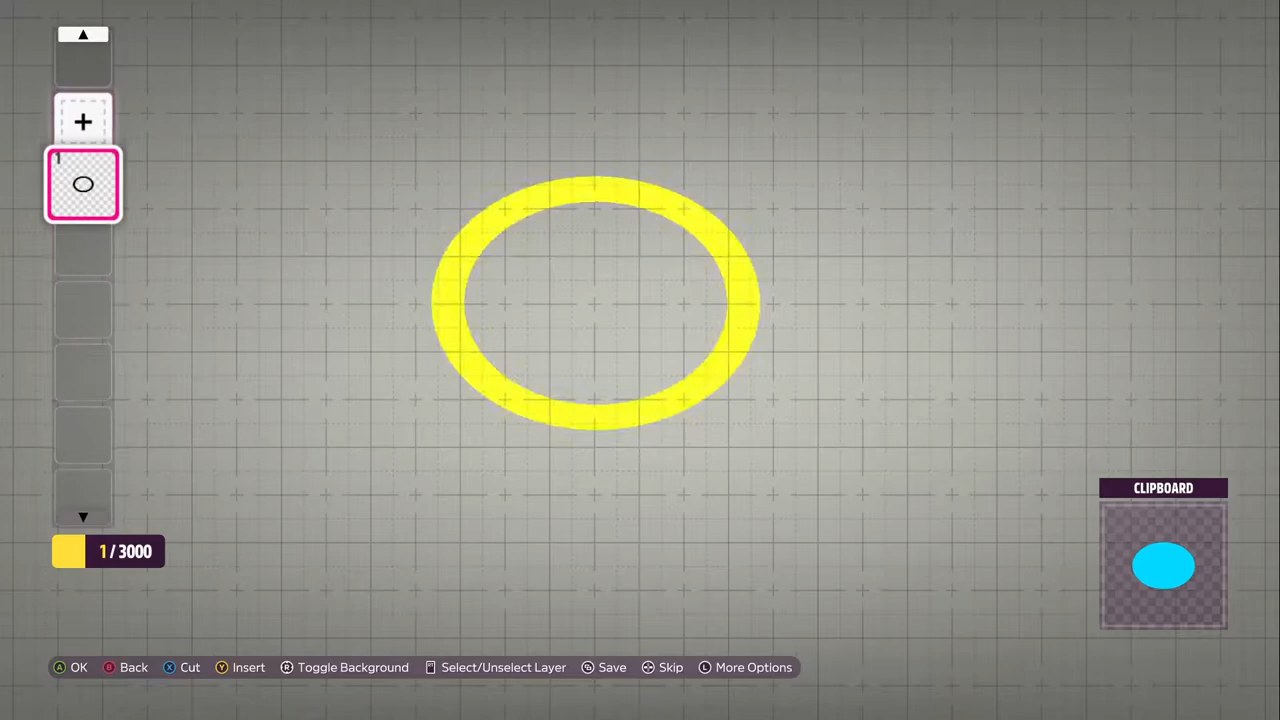 1
1 / 3000
CLIPBOARD
A OK B Back X Cut Y Insert R Toggle Background Select/Unselect Layer Save Skip L More Options